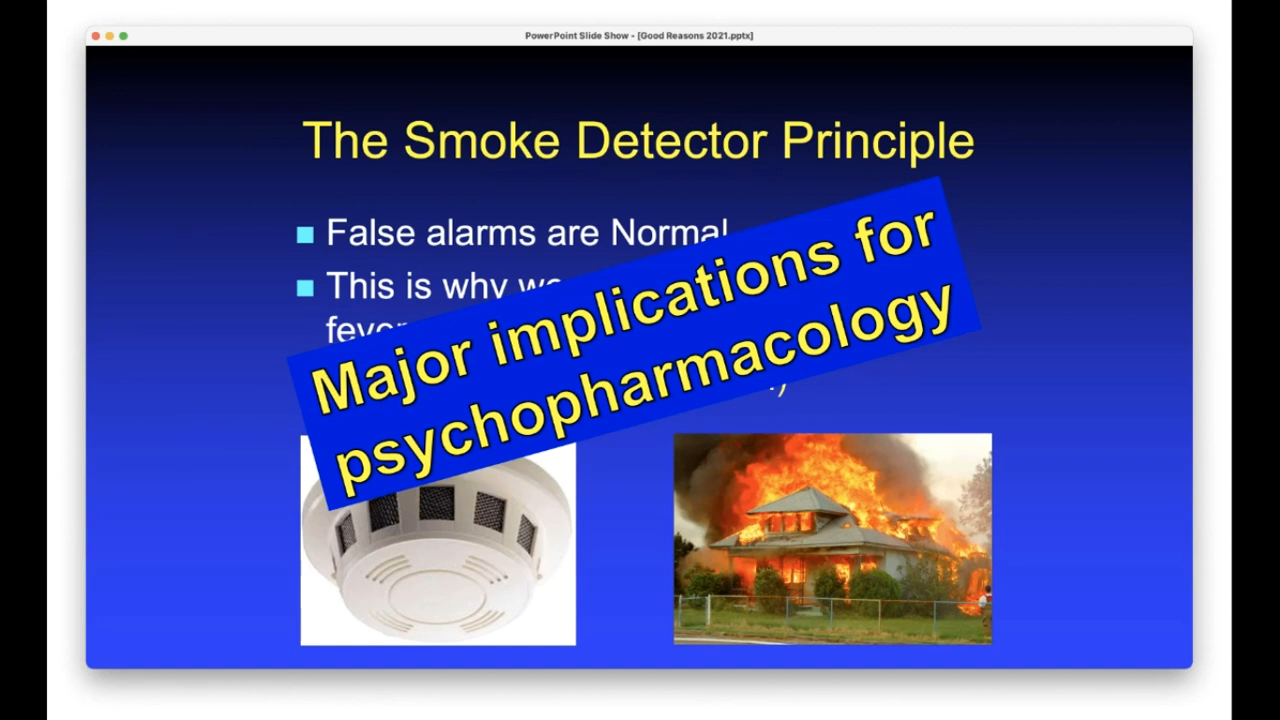 PowerPoint Slide Show - [Good Reasons 2021.pptx]
The Smoke Detector Principle
False alarms are Normal
This is why
Major implications for
psychopharmacology